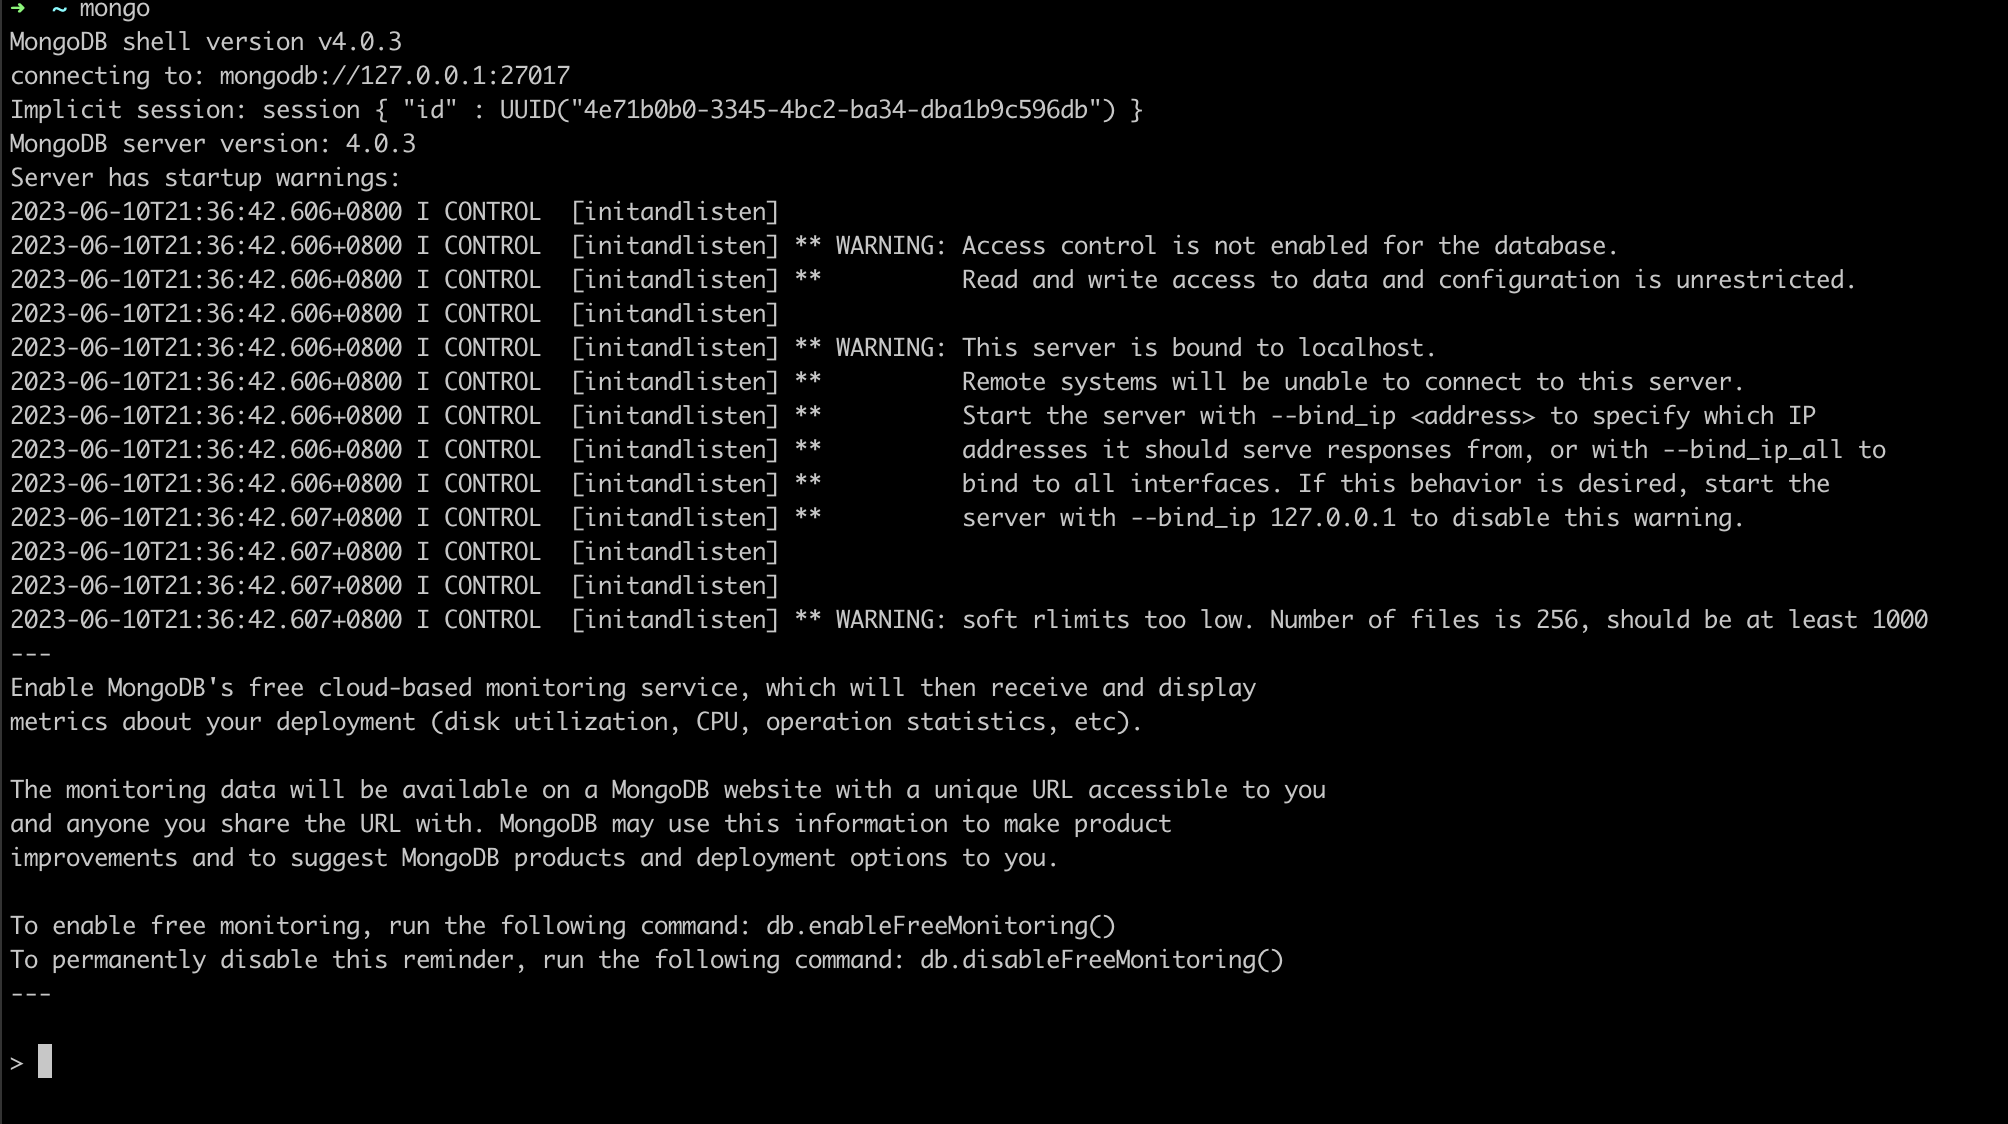 ➜  ~ mongo
MongoDB shell version v4.0.3
connecting to: mongodb://127.0.0.1:27017
Implicit session: session { "id" : UUID("4e71b0b0-3345-4bc2-ba34-dba1b9c596db") }
MongoDB server version: 4.0.3
Server has startup warnings:
2023-06-10T21:36:42.606+0800 I CONTROL  [initandlisten]
2023-06-10T21:36:42.606+0800 I CONTROL  [initandlisten] ** WARNING: Access control is not enabled for the database.
2023-06-10T21:36:42.606+0800 I CONTROL  [initandlisten] **          Read and write access to data and configuration is unrestricted.
2023-06-10T21:36:42.606+0800 I CONTROL  [initandlisten]
2023-06-10T21:36:42.606+0800 I CONTROL  [initandlisten] ** WARNING: This server is bound to localhost.
2023-06-10T21:36:42.606+0800 I CONTROL  [initandlisten] **          Remote systems will be unable to connect to this server.
2023-06-10T21:36:42.606+0800 I CONTROL  [initandlisten] **          Start the server with --bind_ip <address> to specify which IP
2023-06-10T21:36:42.606+0800 I CONTROL  [initandlisten] **          addresses it should serve responses from, or with --bind_ip_all to
2023-06-10T21:36:42.606+0800 I CONTROL  [initandlisten] **          bind to all interfaces. If this behavior is desired, start the
2023-06-10T21:36:42.607+0800 I CONTROL  [initandlisten] **          server with --bind_ip 127.0.0.1 to disable this warning.
2023-06-10T21:36:42.607+0800 I CONTROL  [initandlisten]
2023-06-10T21:36:42.607+0800 I CONTROL  [initandlisten]
2023-06-10T21:36:42.607+0800 I CONTROL  [initandlisten] ** WARNING: soft rlimits too low. Number of files is 256, should be at least 1000
---
Enable MongoDB's free cloud-based monitoring service, which will then receive and display
metrics about your deployment (disk utilization, CPU, operation statistics, etc).

The monitoring data will be available on a MongoDB website with a unique URL accessible to you
and anyone you share the URL with. MongoDB may use this information to make product
improvements and to suggest MongoDB products and deployment options to you.

To enable free monitoring, run the following command: db.enableFreeMonitoring()
To permanently disable this reminder, run the following command: db.disableFreeMonitoring()
---

>